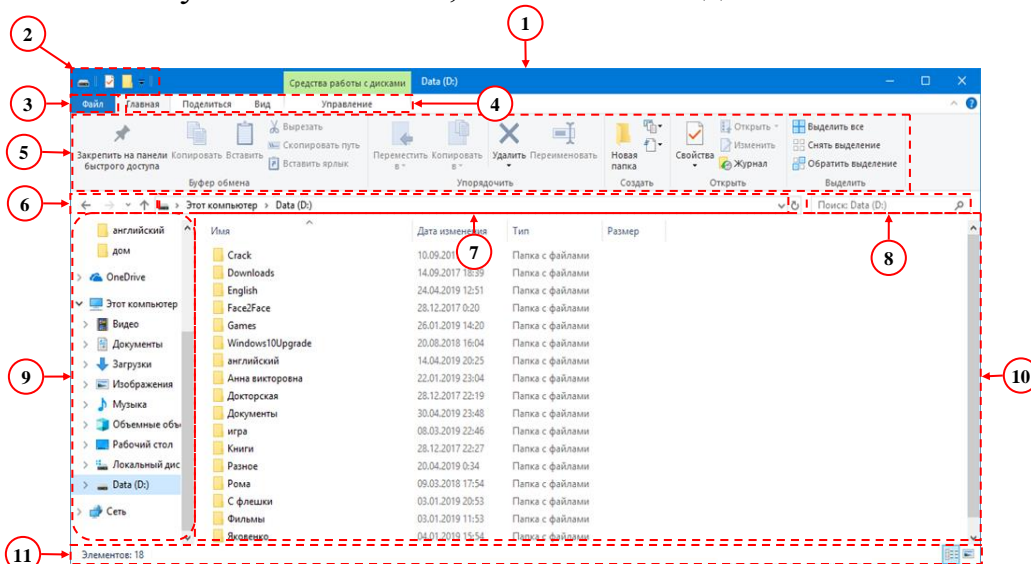 1
2
Средства работы с дисками Data (D:)
3 Файл Главная Поделиться Вид Управление 4
5
Закрепить на панели быстрого доступа
Копировать Вставить
Вырезать
Скопировать путь
Вставить ярлык
Буфер обмена
Переместить в Копировать в
Удалить Переименовать
Упорядочить
Новая папка
Создать
Свойства
Открыть
Изменить
Журнал
Открыть
Выделить все
Снять выделение
Обратить выделение
Выделить
6 Этот компьютер > Data (D:) Поиск: Data (D:)
7
8
английский
дом
OneDrive
Этот компьютер
Видео
Документы
Загрузки
Изображения
Музыка
Объемные объ
Рабочий стол
Локальный дис
Data (D:)
Сеть
9
Имя Дата изменения Тип Размер
Crack 10.09.201 Папка с файлами
Downloads 14.09.2017 18:39 Папка с файлами
English 24.04.2019 12:51 Папка с файлами
Face2Face 28.12.2017 0:20 Папка с файлами
Games 26.01.2019 14:20 Папка с файлами
Windows10Upgrade 20.08.2018 16:04 Папка с файлами
английский 14.04.2019 20:25 Папка с файлами
Анна викторовна 22.01.2019 23:04 Папка с файлами
Докторская 28.12.2017 22:19 Папка с файлами
Документы 30.04.2019 23:48 Папка с файлами
игра 08.03.2019 22:46 Папка с файлами
Книги 28.12.2017 22:27 Папка с файлами
Разное 20.04.2019 0:34 Папка с файлами
Рома 09.03.2018 17:54 Папка с файлами
С флешки 03.01.2019 20:53 Папка с файлами
Фильмы 03.01.2019 11:53 Папка с файлами
Яковенко 04.01.2019 15:54 Папка с файлами
10
11 Элементов: 18